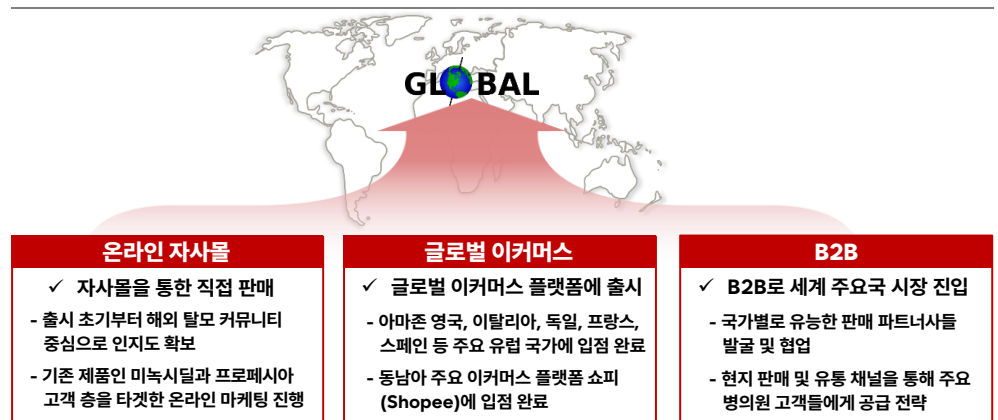 GLOBAL
온라인 자사몰
✓ 자사몰을 통한 직접 판매
- 출시 초기부터 해외 탈모 커뮤니티
중심으로 인지도 확보
- 기존 제품인 미녹시딜과 프로페시아
고객 층을 타겟한 온라인 마케팅 진행
글로벌 이커머스
✓ 글로벌 이커머스 플랫폼에 출시
- 아마존 영국, 이탈리아, 독일, 프랑스,
스페인 등 주요 유럽 국가에 입점 완료
- 동남아 주요 이커머스 플랫폼 쇼피
(Shopee)에 입점 완료
B2B
✓ B2B로 세계 주요국 시장 진입
- 국가별로 유능한 판매 파트너사들
발굴 및 협업
- 현지 판매 및 유통 채널을 통해 주요
병의원 고객들에게 공급 전략